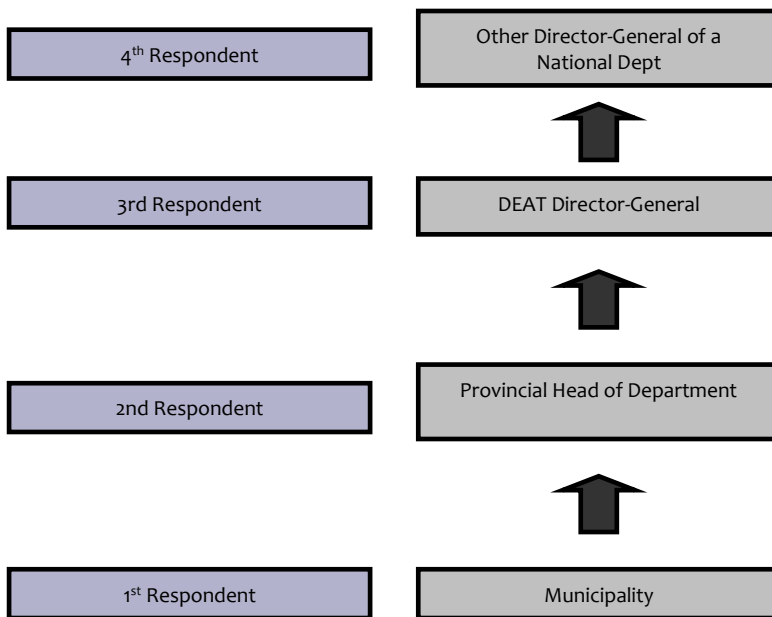 4th Respondent
Other Director-General of a
National Dept
3rd Respondent
DEAT Director-General
2nd Respondent
Provincial Head of Department
1st Respondent
Municipality